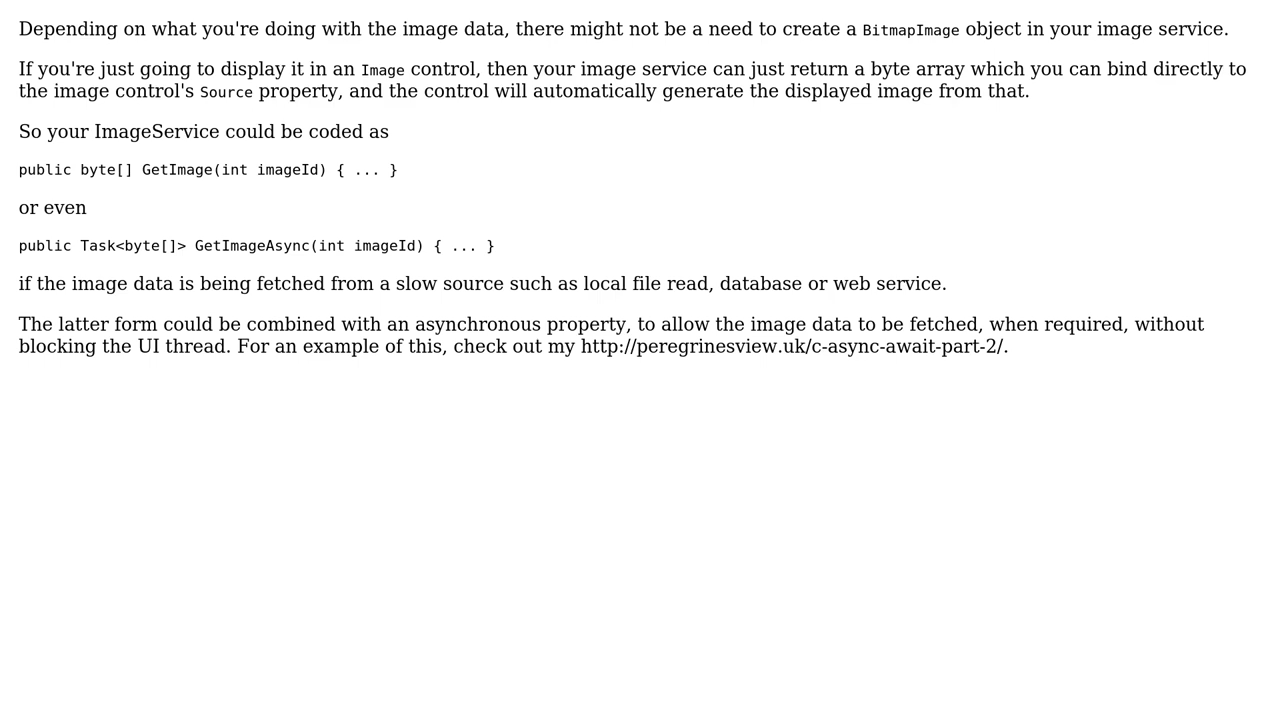 Depending on what you're doing with the image data, there might not be a need to create a BitmapImage object in your image service.
If you're just going to display it in an Image control, then your image service can just return a byte array which you can bind directly to
the image control's Source property, and the control will automatically generate the displayed image from that.
So your ImageService could be coded as
public byte[] GetImage(int imageId) { ... }
or even
public Task<byte[]> GetImageAsync(int imageId) { ... }
if the image data is being fetched from a slow source such as local file read, database or web service.
The latter form could be combined with an asynchronous property, to allow the image data to be fetched, when required, without
blocking the UI thread. For an example of this, check out my http://peregrinesview.uk/c-async-await-part-2/.